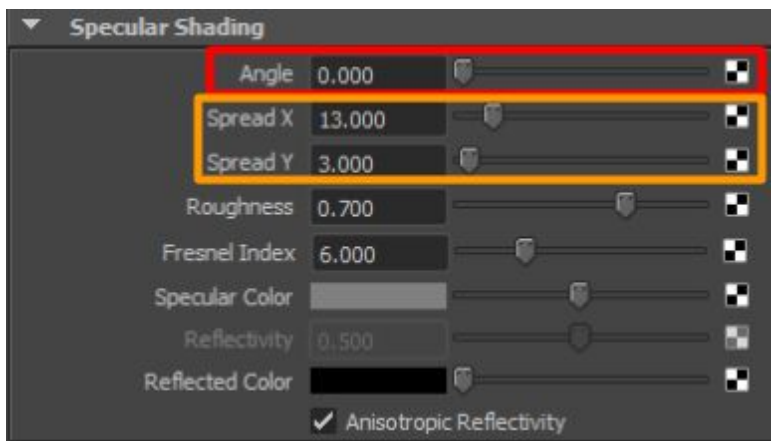 Specular Shading
Angle 0.000
Spread X 13.000
Spread Y 3.000
Roughness 0.700
Fresnel Index 6.000
Specular Color
Reflectivity 0.500
Reflected Color
Anisotropic Reflectivity